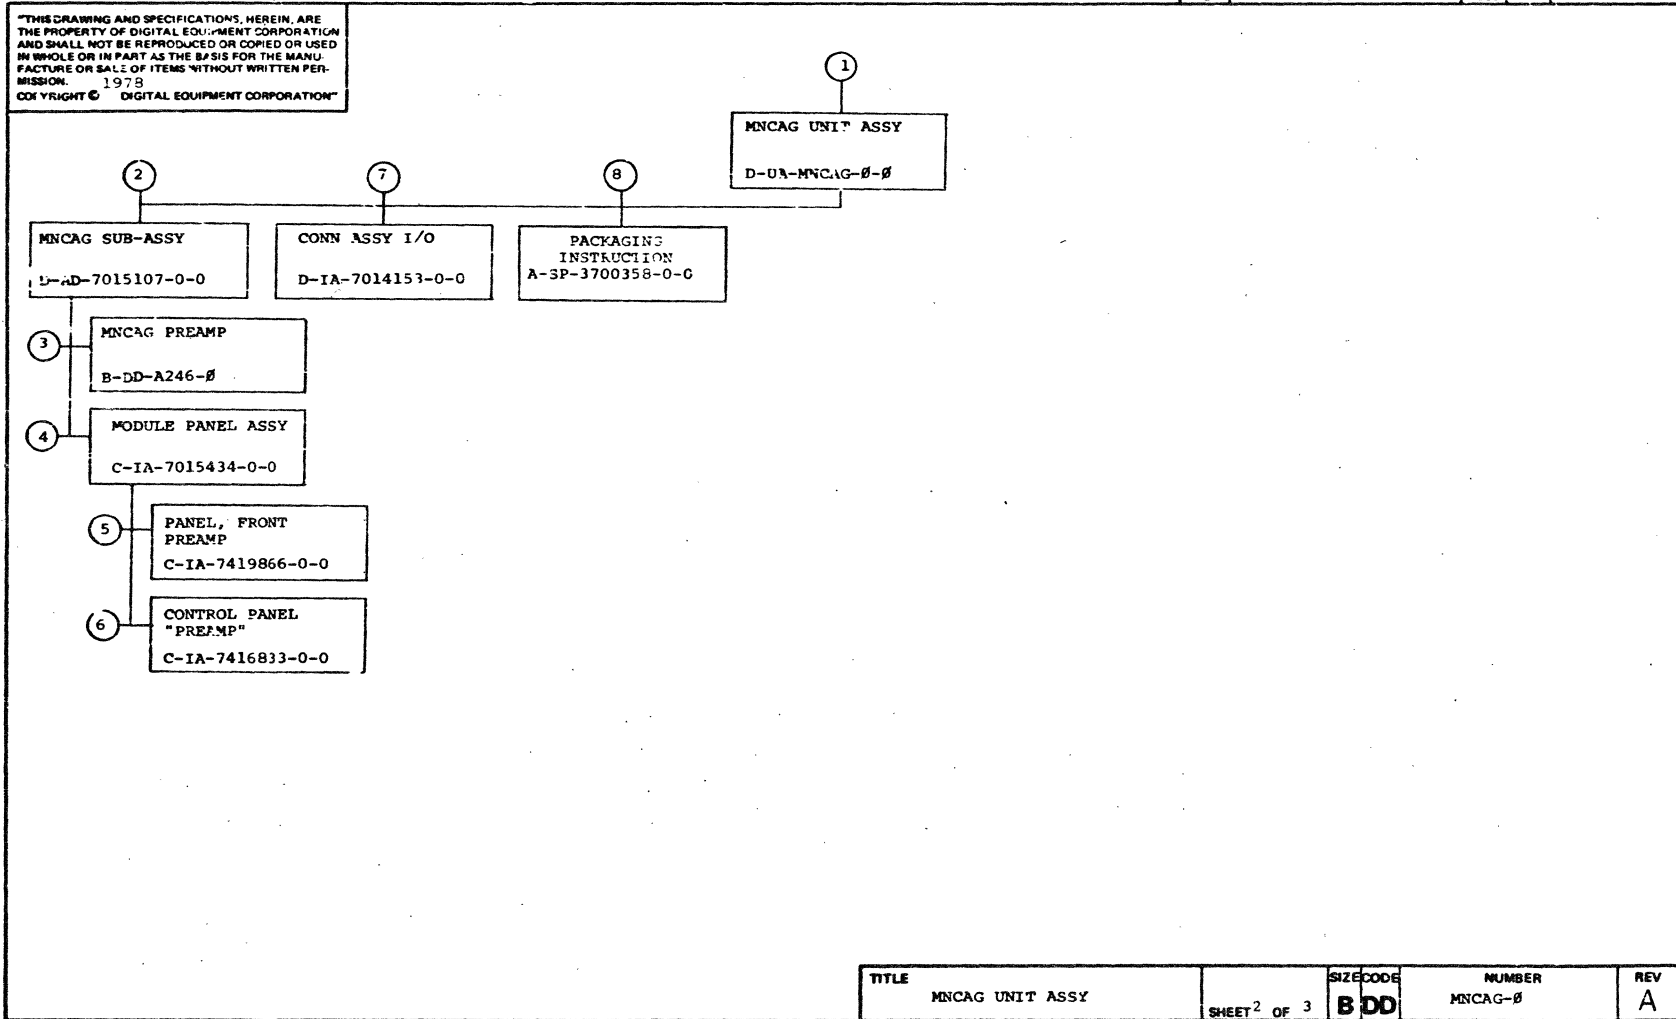 "THIS DRAWING AND SPECIFICATIONS, HEREIN, ARE
THE PROPERTY OF DIGITAL EQUIPMENT CORPORATION
AND SHALL NOT BE REPRODUCED OR COPIED OR USED
IN WHOLE OR IN PART AS THE BASIS FOR THE MANU-
FACTURE OR SALE OF ITEMS WITHOUT WRITTEN PER-
MISSION. 1978
COPYRIGHT © DIGITAL EQUIPMENT CORPORATION"
1
MNCAG UNIT ASSY
D-UA-MNCAG-Ø-Ø
2
7
8
MNCAG SUB-ASSY
D-AD-7015107-0-0
CONN ASSY I/O
D-IA-7014153-0-0
PACKAGING
INSTRUCTION
A-SP-3700358-0-0
3
MNCAG PREAMP
B-DD-A246-Ø
4
MODULE PANEL ASSY
C-IA-7015434-0-0
5
PANEL, FRONT
PREAMP
C-IA-7419866-0-0
6
CONTROL PANEL
"PREAMP"
C-IA-7416833-0-0
TITLE
MNCAG UNIT ASSY
SHEET 2 OF 3
SIZE CODE
B DD
NUMBER
MNCAG-Ø
REV
A